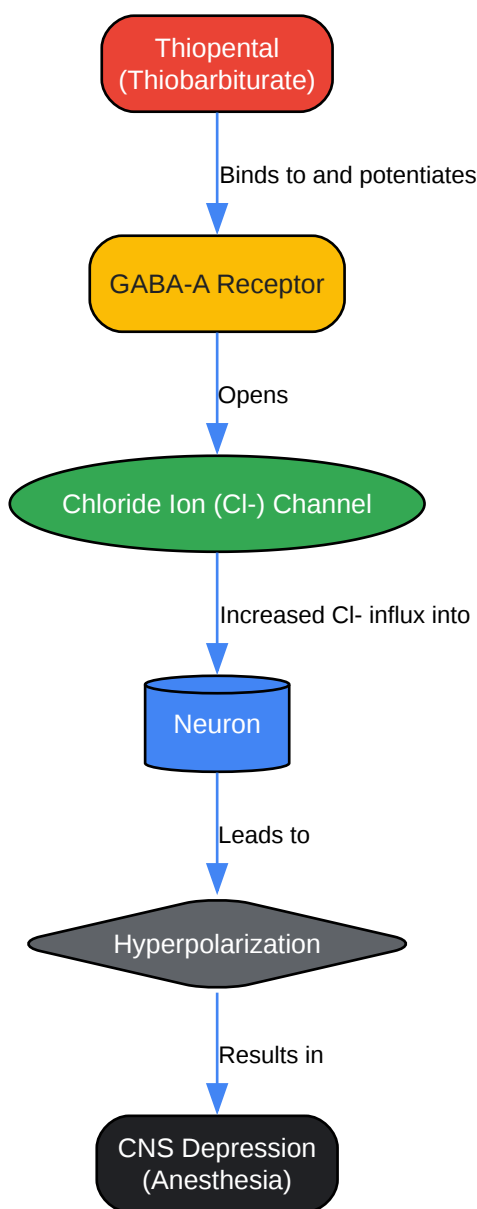 Thiopental
(Thiobarbiturate)
Binds to and potentiates
GABA-A Receptor
Opens
Chloride Ion (Cl-) Channel
Increased Cl- influx into
Neuron
Leads to
Hyperpolarization
Results in
CNS Depression
(Anesthesia)